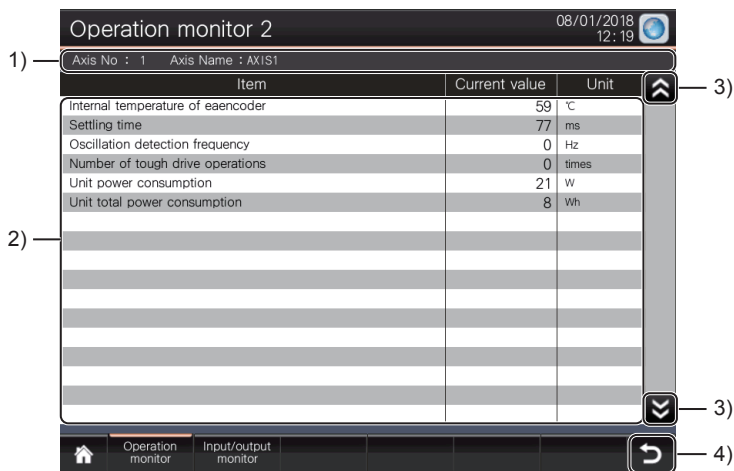 Operation monitor 2
08/01/2018
12:19
1)
Axis No : 1 Axis Name : AXIS1
Item Current value Unit
3)
Internal temperature of eaencoder 59 ℃
Settling time 77 ms
Oscillation detection frequency 0 Hz
Number of tough drive operations 0 times
Unit power consumption 21 W
Unit total power consumption 8 Wh
2)
3)
Operation
monitor
Input/output
monitor
4)